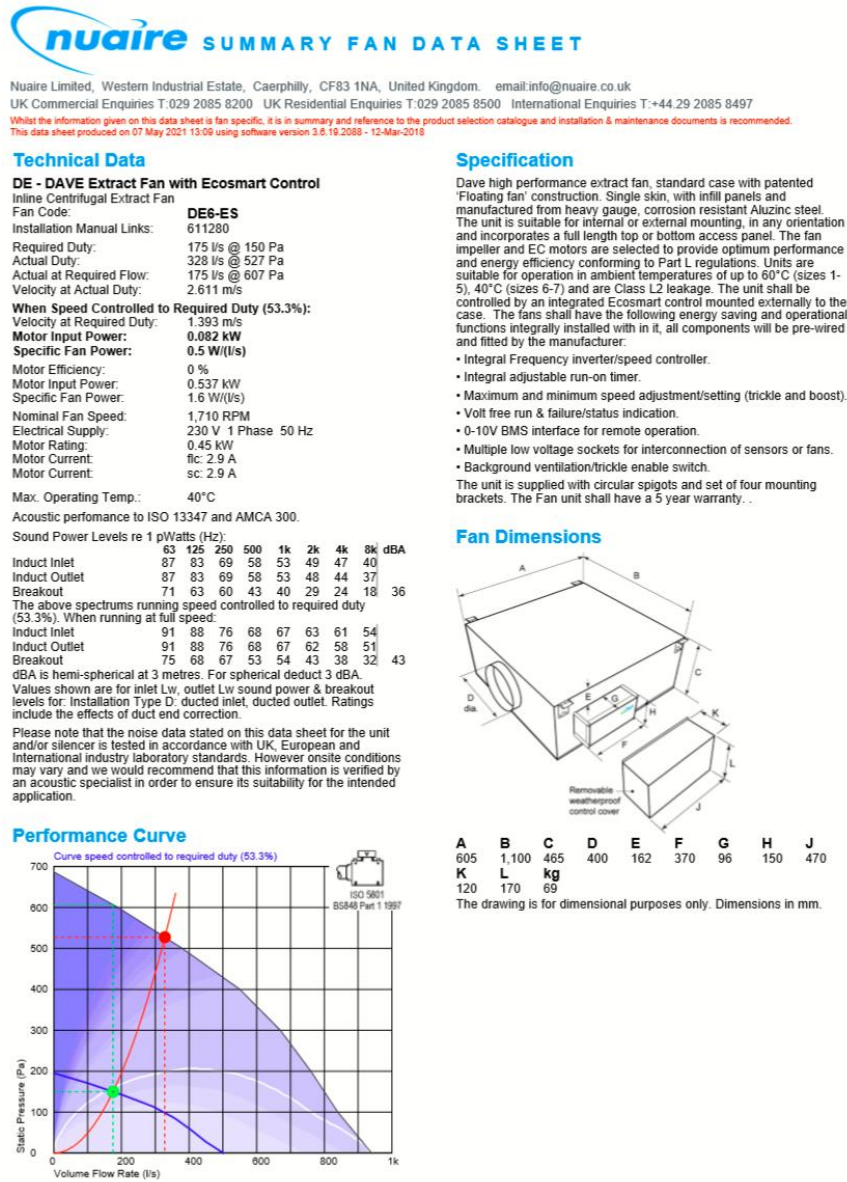 nuaire SUMMARY FAN DATA SHEET
Nuaire Limited, Western Industrial Estate, Caerphilly, CF83 1NA, United Kingdom. email:info@nuaire.co.uk
UK Commercial Enquiries T:029 2085 8200 UK Residential Enquiries T:029 2085 8500 International Enquiries T:+44.29 2085 8497
Whilst the information given on this data sheet is fan specific, it is in summary and reference to the product selection catalogue and installation & maintenance documents is recommended.
This data sheet produced on 07 May 2021 13:09 using software version 3.6.19.2088 - 12-Mar-2018
Technical Data
DE - DAVE Extract Fan with Ecosmart Control
Inline Centrifugal Extract Fan
Fan Code: DE6-ES
Installation Manual Links: 611280
Required Duty: 175 l/s @ 150 Pa
Actual Duty: 328 l/s @ 527 Pa
Actual at Required Flow: 175 l/s @ 607 Pa
Velocity at Actual Duty: 2.611 m/s
When Speed Controlled to Required Duty (53.3%):
Velocity at Required Duty: 1.393 m/s
Motor Input Power: 0.082 kW
Specific Fan Power: 0.5 W/(l/s)
Motor Efficiency: 0 %
Motor Input Power: 0.537 kW
Specific Fan Power: 1.6 W/(l/s)
Nominal Fan Speed: 1,710 RPM
Electrical Supply: 230 V 1 Phase 50 Hz
Motor Rating: 0.45 kW
Motor Current: flc: 2.9 A
Motor Current: sc: 2.9 A
Max. Operating Temp.: 40°C
Acoustic perfomance to ISO 13347 and AMCA 300.
Sound Power Levels re 1 pWatts (Hz):
63 125 250 500 1k 2k 4k 8k dBA
Induct Inlet 87 83 69 58 53 49 47 40
Induct Outlet 87 83 69 58 53 48 44 37
Breakout 71 63 60 43 40 29 24 18 36
The above spectrums running speed controlled to required duty
(53.3%). When running at full speed:
Induct Inlet 91 88 76 68 67 63 61 54
Induct Outlet 91 88 76 68 67 62 58 51
Breakout 75 68 67 53 54 43 38 32 43
dBA is hemi-spherical at 3 metres. For spherical deduct 3 dBA.
Values shown are for inlet Lw, outlet Lw sound power & breakout
levels for: Installation Type D: ducted inlet, ducted outlet. Ratings
include the effects of duct end correction.
Please note that the noise data stated on this data sheet for the unit
and/or silencer is tested in accordance with UK, European and
International industry laboratory standards. However onsite conditions
may vary and we would recommend that this information is verified by
an acoustic specialist in order to ensure its suitability for the intended
application.
Performance Curve
Curve speed controlled to required duty (53.3%)
ISO 5801
BS848 Part 1 1997
700
600
500
400
300
200
100
0
Static Pressure (Pa)
0 200 400 600 800 1k
Volume Flow Rate (l/s)
Specification
Dave high performance extract fan, standard case with patented
'Floating fan' construction. Single skin, with infill panels and
manufactured from heavy gauge, corrosion resistant Aluzinc steel.
The unit is suitable for internal or external mounting, in any orientation
and incorporates a full length top or bottom access panel. The fan
impeller and EC motors are selected to provide optimum performance
and energy efficiency conforming to Part L regulations. Units are
suitable for operation in ambient temperatures of up to 60°C (sizes 1-
5), 40°C (sizes 6-7) and are Class L2 leakage. The unit shall be
controlled by an integrated Ecosmart control mounted externally to the
case. The fans shall have the following energy saving and operational
functions integrally installed with in it, all components will be pre-wired
and fitted by the manufacturer:
• Integral Frequency inverter/speed controller.
• Integral adjustable run-on timer.
• Maximum and minimum speed adjustment/setting (trickle and boost).
• Volt free run & failure/status indication.
• 0-10V BMS interface for remote operation.
• Multiple low voltage sockets for interconnection of sensors or fans.
• Background ventilation/trickle enable switch.
The unit is supplied with circular spigots and set of four mounting
brackets. The Fan unit shall have a 5 year warranty. .
Fan Dimensions
A
B
C
D
dia.
E
G
H
F
K
L
J
Removable
weatherproof
control cover
A B C D E F G H J
605 1,100 465 400 162 370 96 150 470
K L kg
120 170 69
The drawing is for dimensional purposes only. Dimensions in mm.